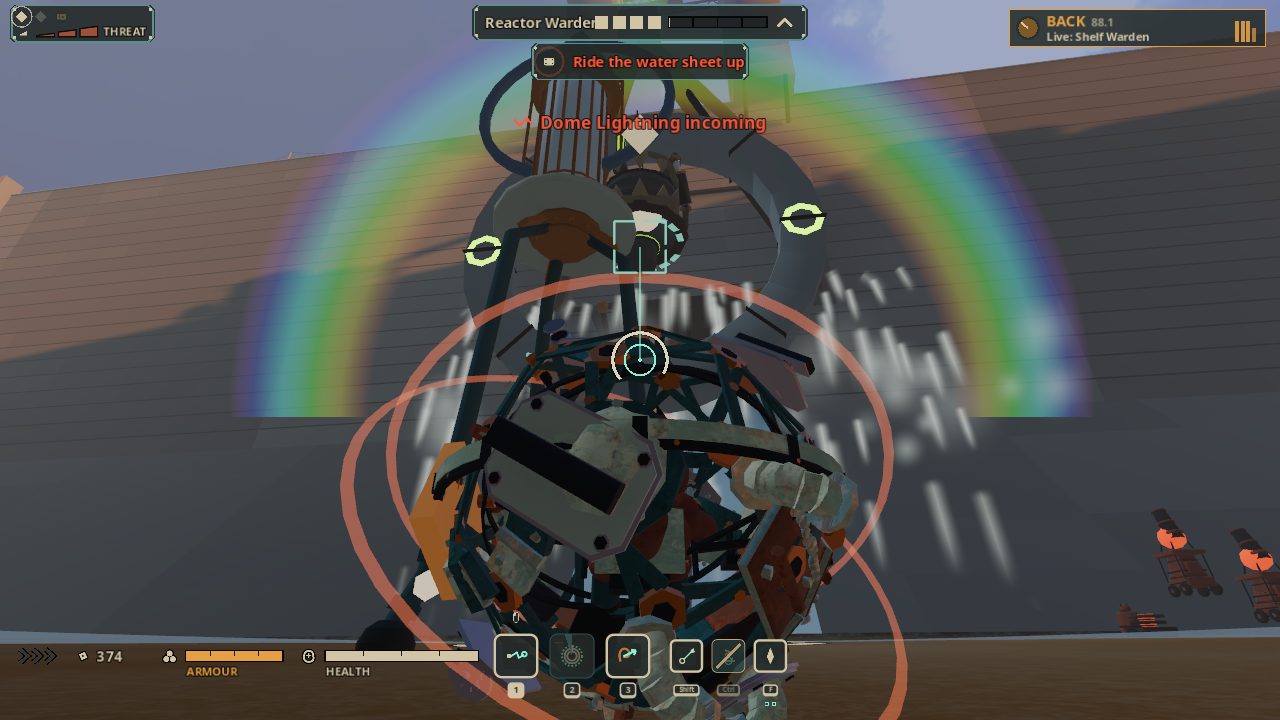 THREAT
Reactor Warden
BACK 88.1
Live: Shelf Warden
Ride the water sheet up
Dome Lightning incoming
374
ARMOUR
HEALTH
1
2
3
Shift
Ctrl
F